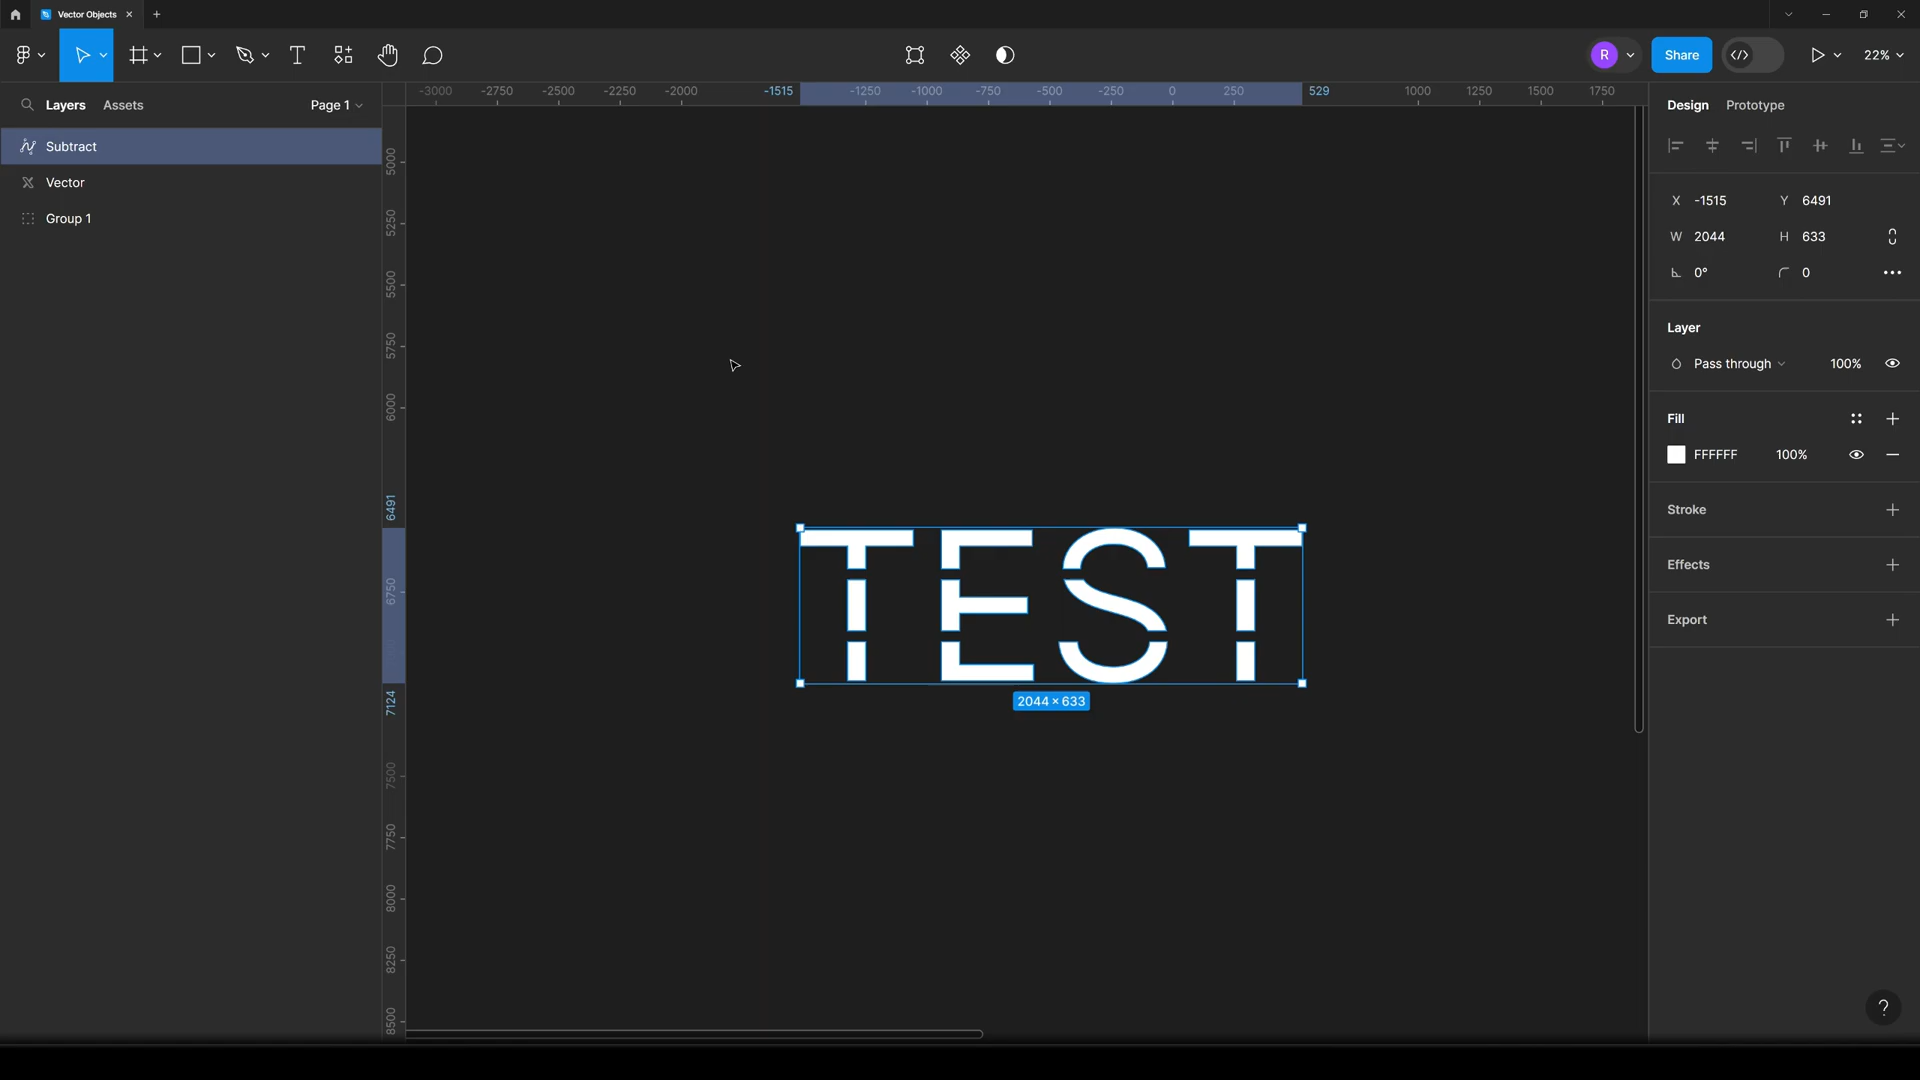 Vector Objects
R
Share
22%
Layers
Assets
Page 1
-3000 -2750 -2500 -2250 -2000 -1515 -1250 -1000 -750 -500 -250 0 250 529 1000 1250 1500 1750
Design
Prototype
Subtract
Vector
Group 1
5000
5250
5500
5750
6000
6491
6750
7124
7500
7750
8000
8250
8500
TEST
2044 × 633
X -1515 Y 6491
W 2044 H 633
0° 0
Layer
Pass through 100%
Fill
FFFFFF 100%
Stroke
Effects
Export
?